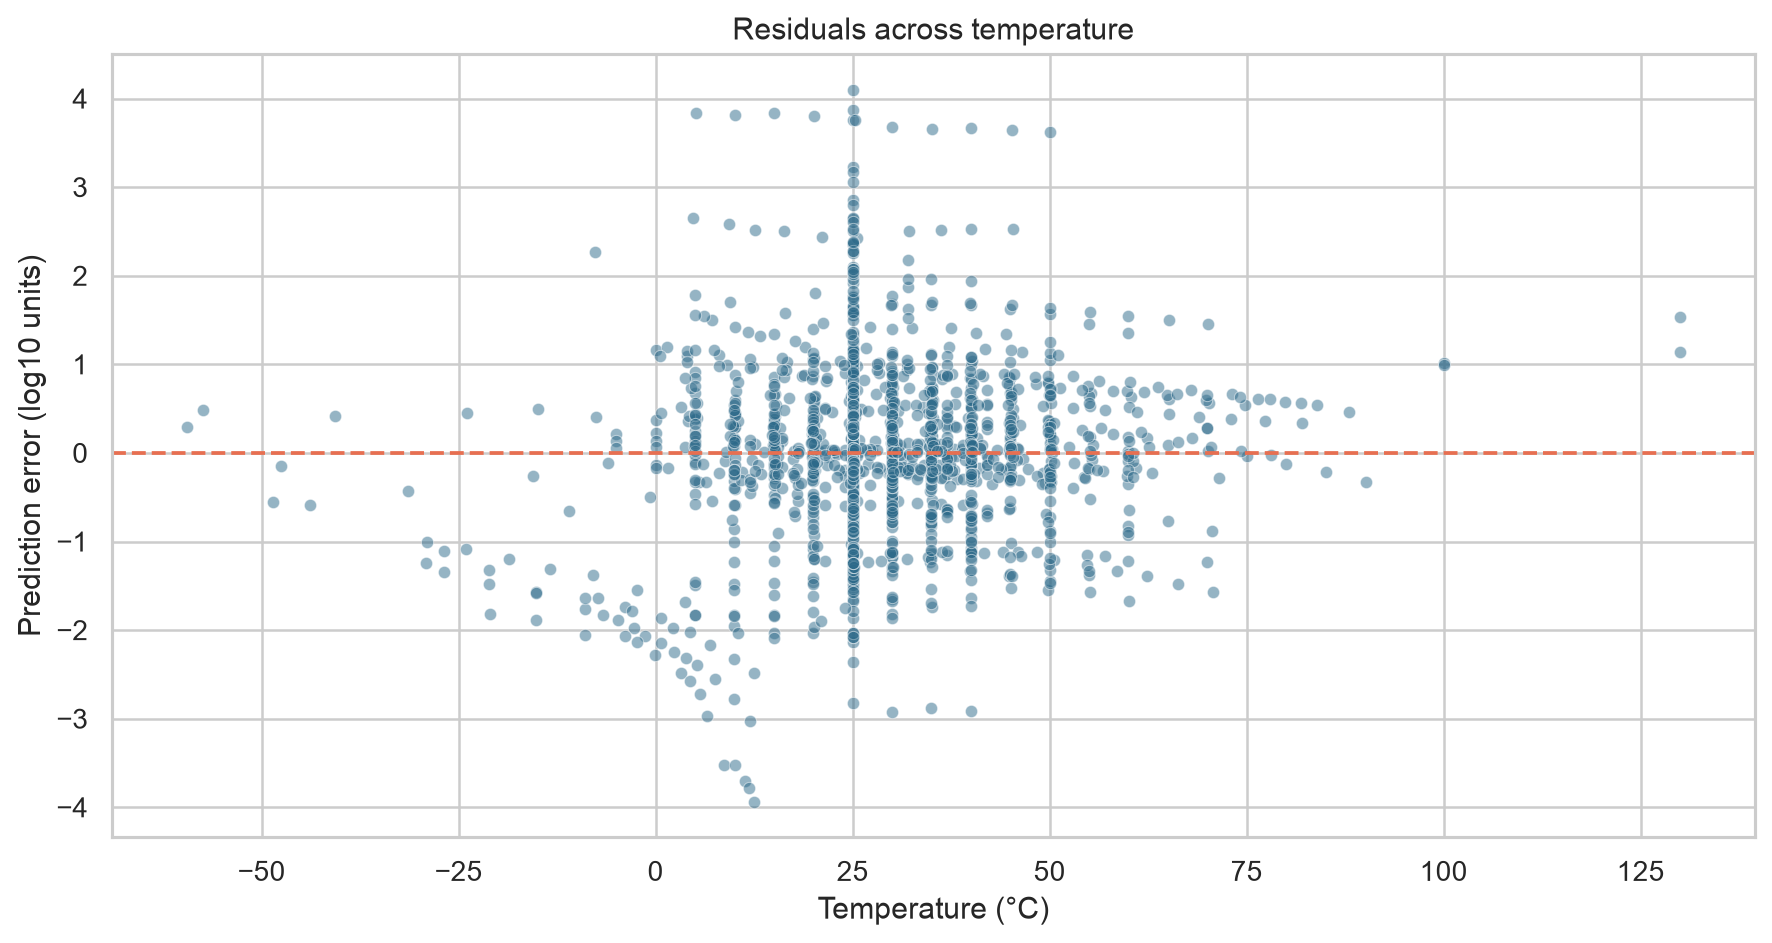 Residuals across temperature
Prediction error (log10 units)
4
3
2
1
0
−1
−2
−3
−4
−50 −25 0 25 50 75 100 125
Temperature (°C)